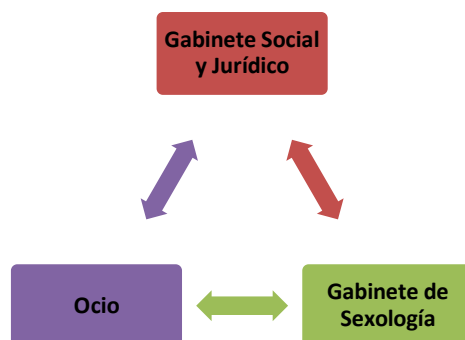 Gabinete Social
y Jurídico
Ocio
Gabinete de
Sexología